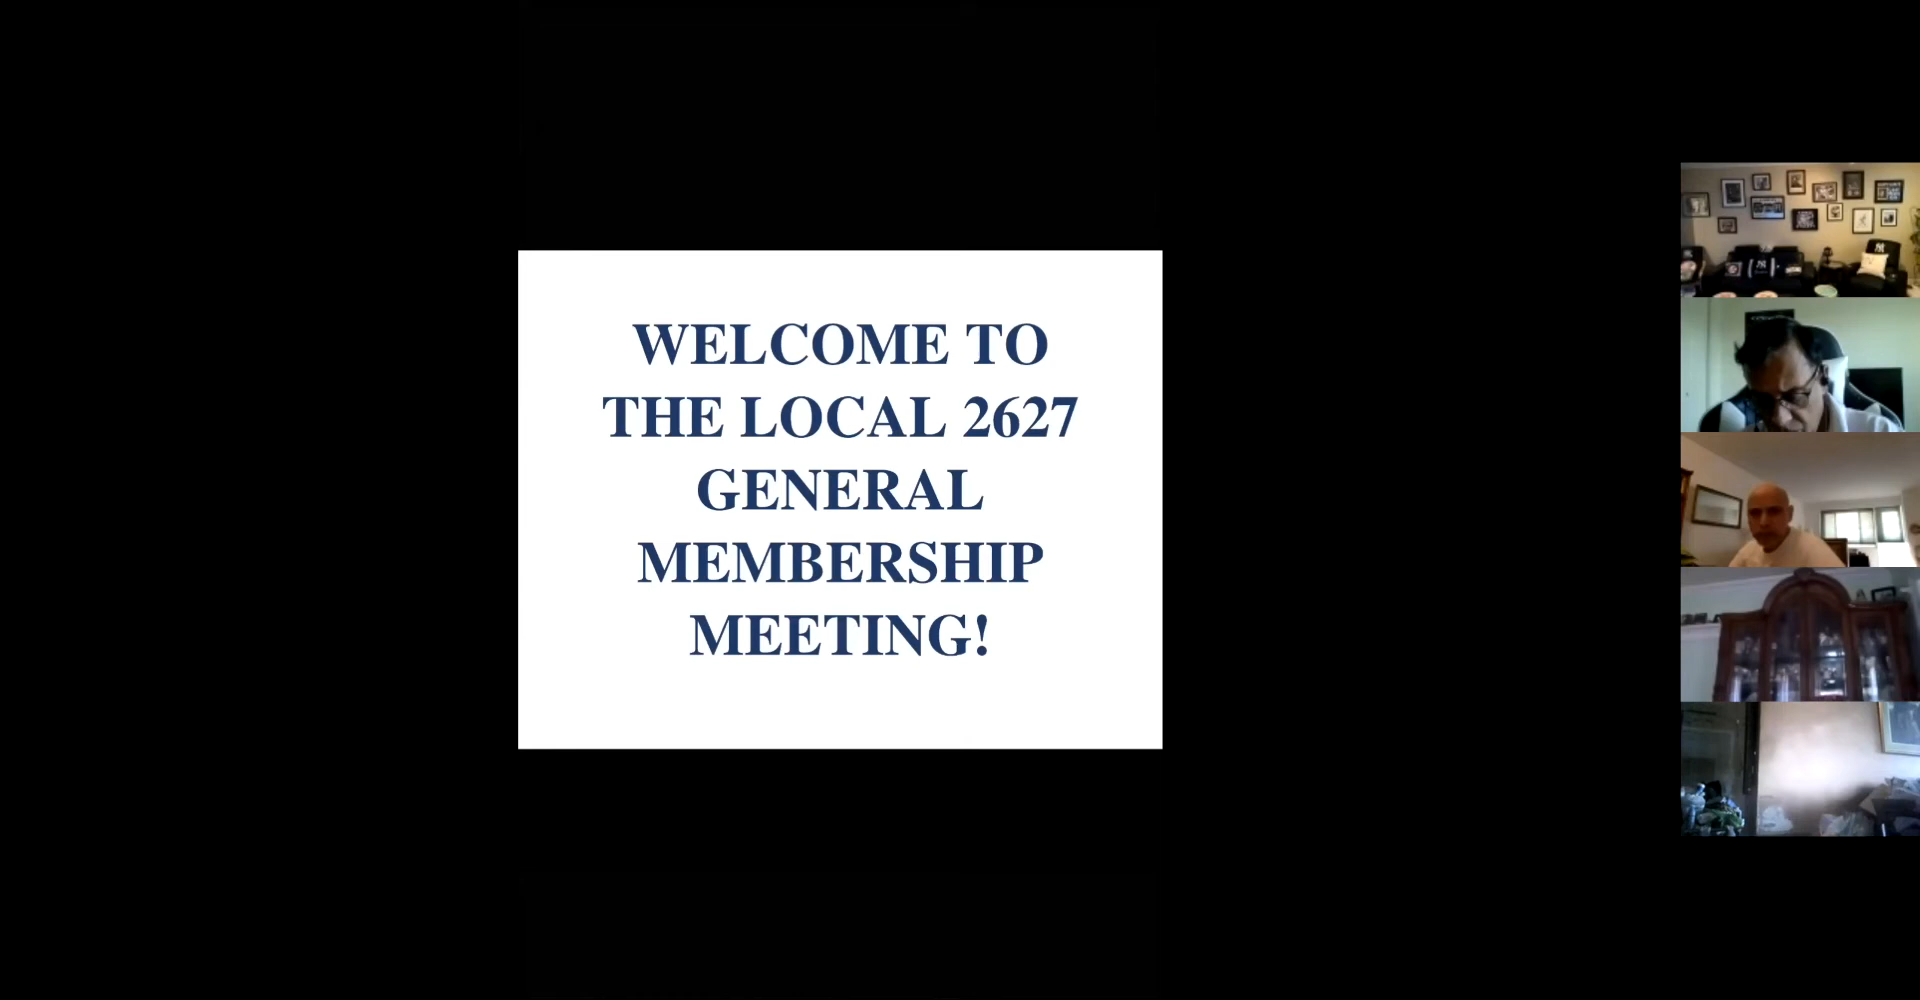 WELCOME TO
THE LOCAL 2627
GENERAL
MEMBERSHIP
MEETING!